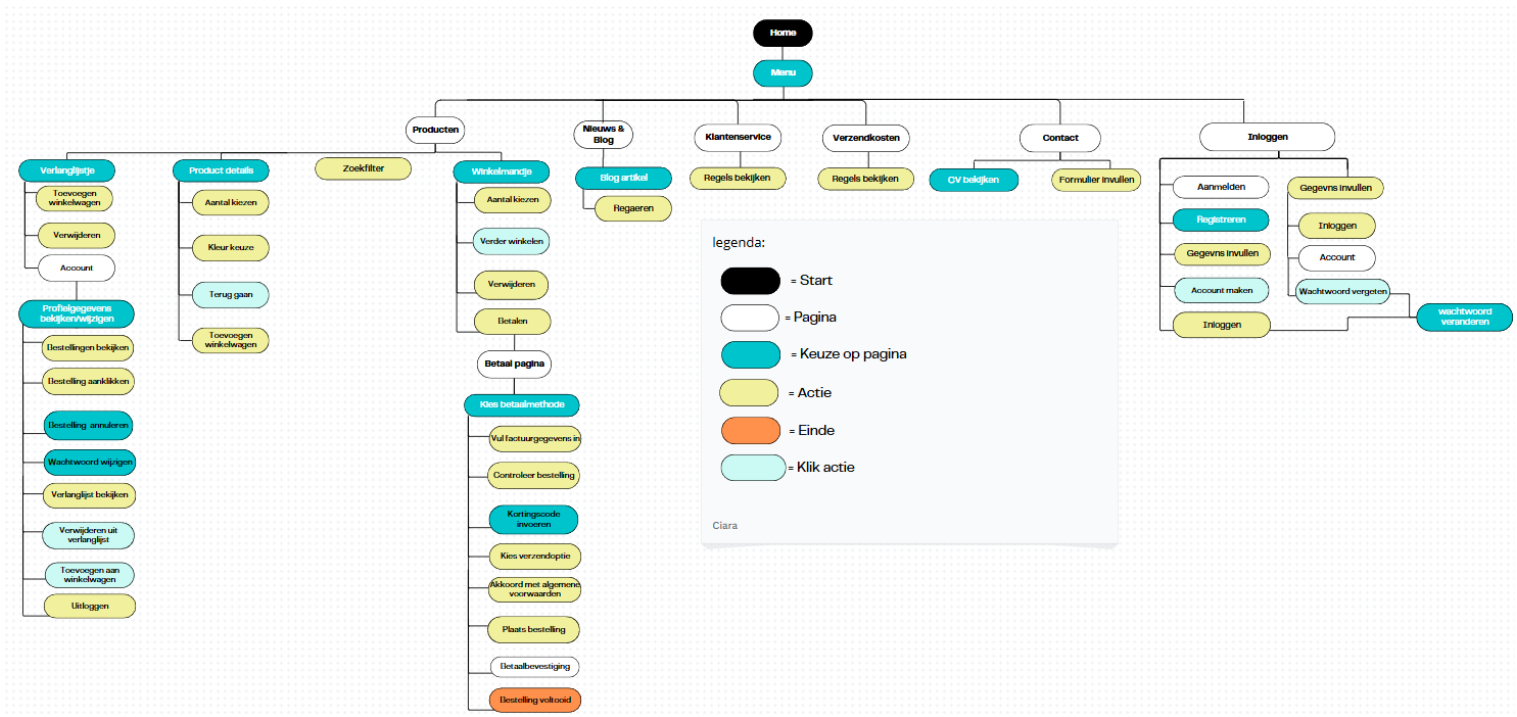 Home
Menu
Producten
Nieuws &
Blog
Klantenservice
Verzendkosten
Contact
Inloggen
Verlanglijstje
Toevoegen
winkelwagen
Verwijderen
Account
Profielgegevens
bekijken/wijzigen
Bestellingen bekijken
Bestelling aanklikken
Bestelling annuleren
Wachtwoord wijzigen
Verlanglijst bekijken
Verwijderen uit
verlanglijst
Toevoegen aan
winkelwagen
Uitloggen
Product details
Aantal kiezen
Kleur keuze
Terug gaan
Toevoegen
winkelwagen
Zoekfilter
Winkelmandje
Aantal kiezen
Verder winkelen
Verwijderen
Betalen
Betaal pagina
Kies betaalmethode
Vul factuurgegevens in
Controleer bestelling
Kortingscode
invoeren
Kies verzendoptie
Akkoord met algemene
voorwaarden
Plaats bestelling
Betaalbevestiging
Bestelling voltooid
Blog artikel
Regaeren
Regels bekijken
Regels bekijken
CV bekijken
Formulier invullen
Aanmelden
Registreren
Gegevns invullen
Account maken
Inloggen
Gegevns invullen
Inloggen
Account
Wachtwoord vergeten
wachtwoord
veranderen
legenda:
= Start
= Pagina
= Keuze op pagina
= Actie
= Einde
= Klik actie
Ciara